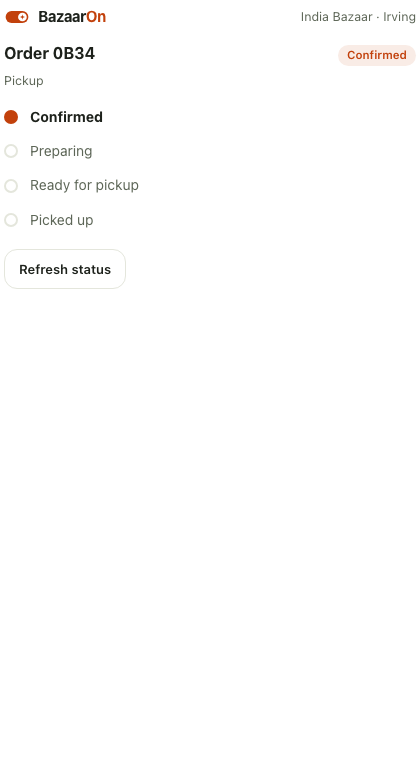 BazaarOn
India Bazaar · Irving
Order 0B34
Confirmed
Pickup
Confirmed
Preparing
Ready for pickup
Picked up
Refresh status